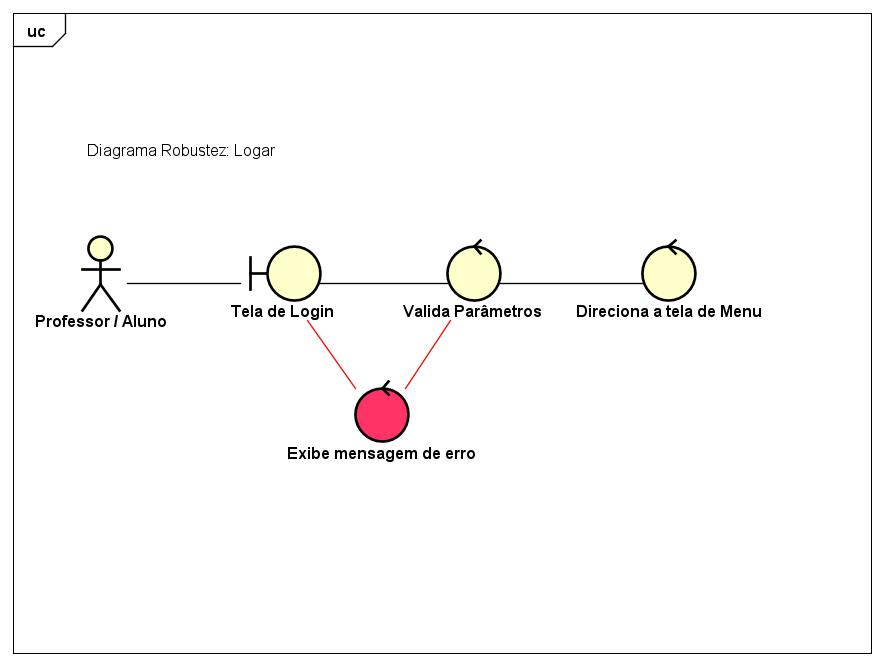 uc
Diagrama Robustez: Logar
Professor / Aluno
Tela de Login
Valida Parâmetros
Direciona a tela de Menu
Exibe mensagem de erro